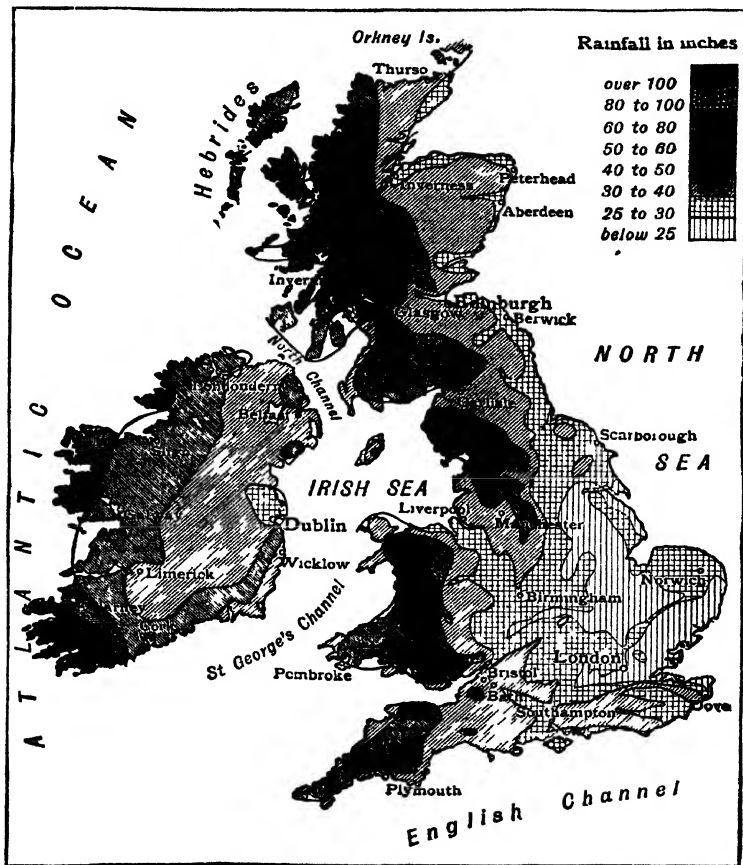 Orkney Is.
Thurso
Rainfall in inches
over 100
80 to 100
60 to 80
50 to 60
40 to 50
30 to 40
25 to 30
below 25
Hebrides
Inverness
Peterhead
Aberdeen
Edinburgh
Glasgow
Berwick
North Channel
NORTH
SEA
Belfast
Scarborough
IRISH SEA
Liverpool
Manchester
Dublin
Wicklow
Limerick
Norwich
Birmingham
St George's Channel
Cork
London
Pembroke
Bristol
Southampton
Plymouth
English Channel
ATLANTIC OCEAN